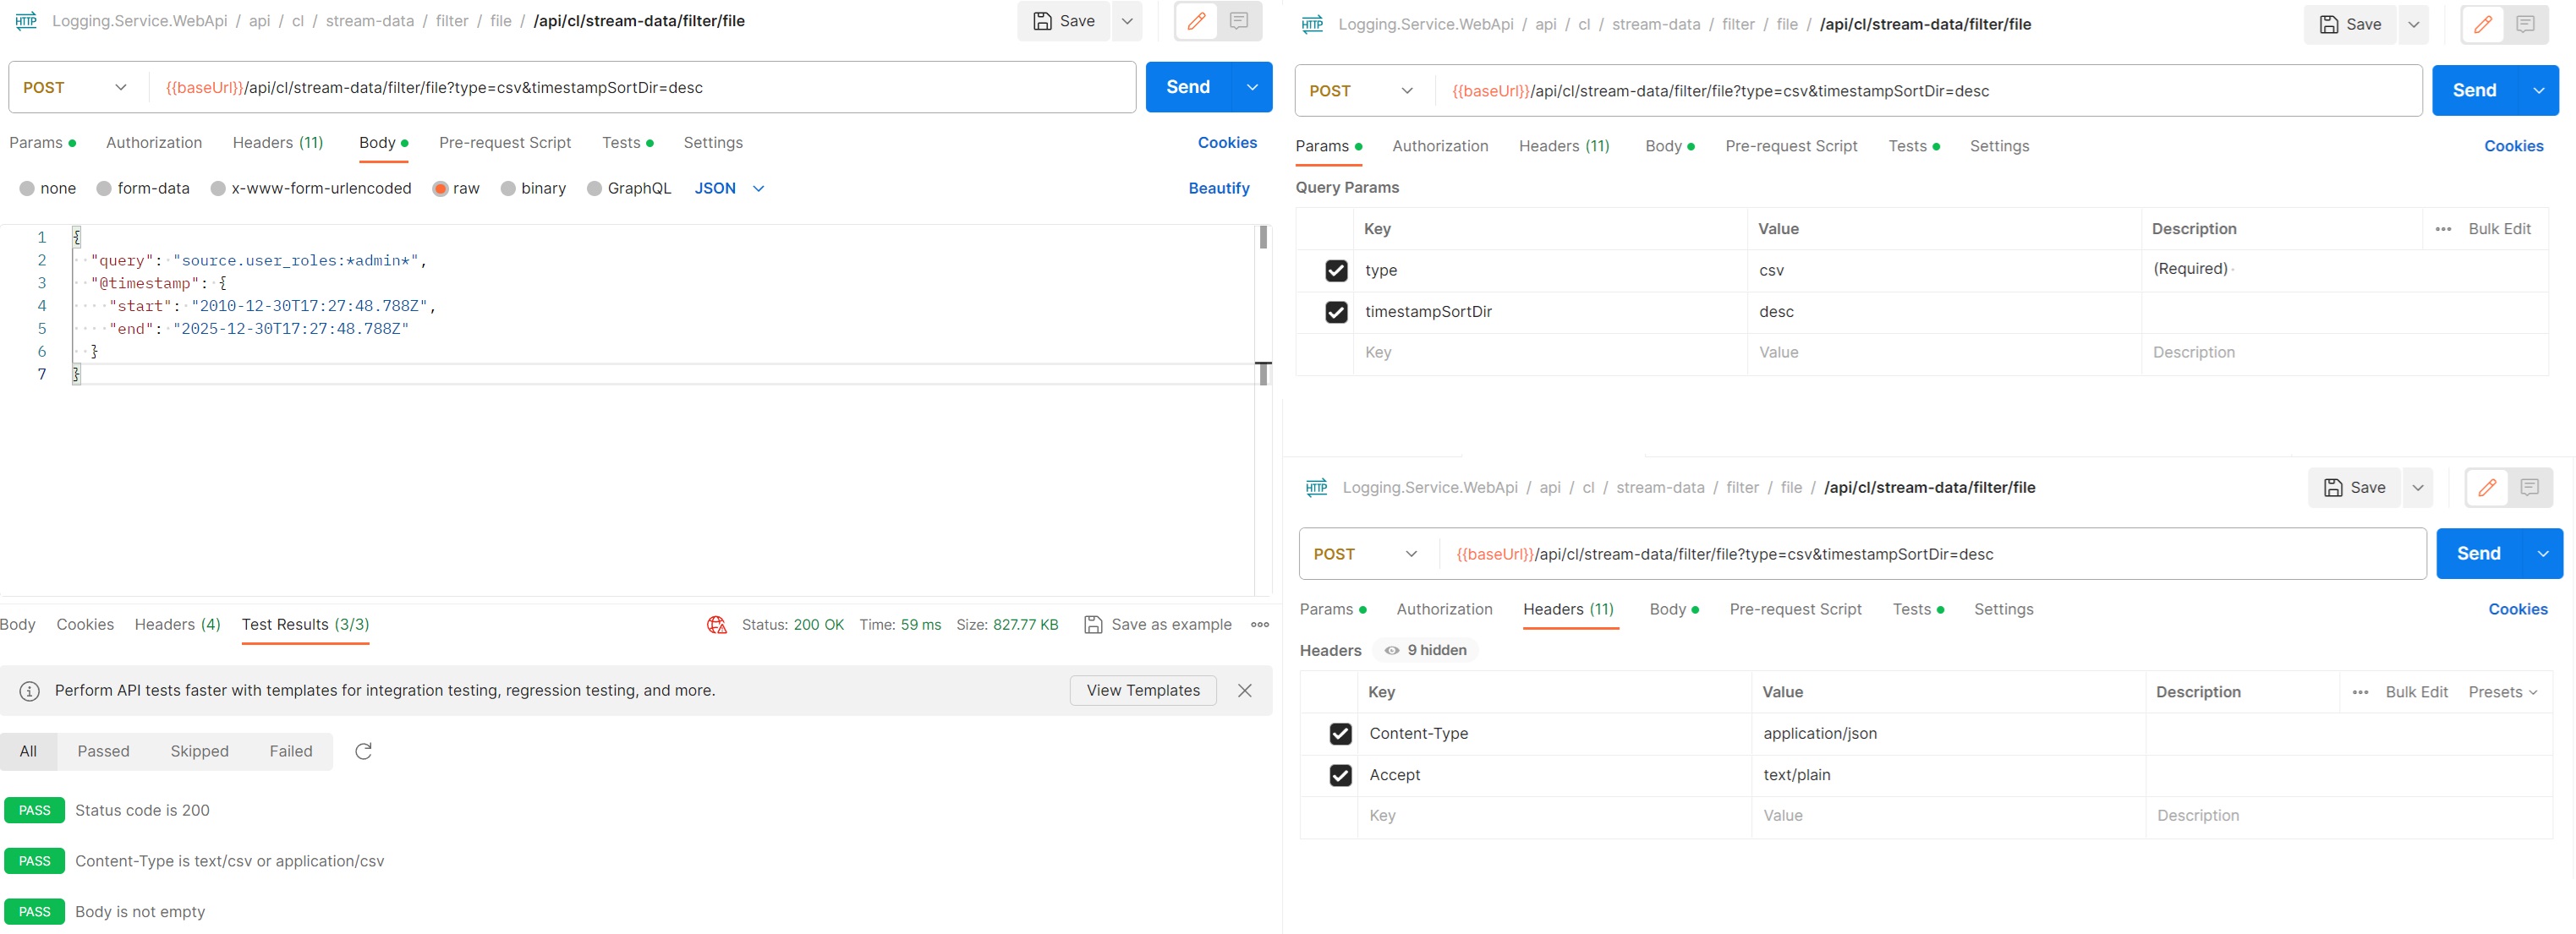 HTTP Logging.Service.WebApi / api / cl / stream-data / filter / file / /api/cl/stream-data/filter/file Save
POST {{baseUrl}}/api/cl/stream-data/filter/file?type=csv&timestampSortDir=desc Send
Params Authorization Headers (11) Body Pre-request Script Tests Settings Cookies
none form-data x-www-form-urlencoded raw binary GraphQL JSON Beautify
1 {
2 "query": "source.user_roles:*admin*",
3 "@timestamp": {
4 "start": "2010-12-30T17:27:48.788Z",
5 "end": "2025-12-30T17:27:48.788Z"
6 }
7 }
Body Cookies Headers (4) Test Results (3/3) Status: 200 OK Time: 59 ms Size: 827.77 KB Save as example
Perform API tests faster with templates for integration testing, regression testing, and more. View Templates
All Passed Skipped Failed
PASS Status code is 200
PASS Content-Type is text/csv or application/csv
PASS Body is not empty
HTTP Logging.Service.WebApi / api / cl / stream-data / filter / file / /api/cl/stream-data/filter/file Save
POST {{baseUrl}}/api/cl/stream-data/filter/file?type=csv&timestampSortDir=desc Send
Params Authorization Headers (11) Body Pre-request Script Tests Settings Cookies
Query Params
Key Value Description Bulk Edit
type csv (Required)
timestampSortDir desc
Key Value Description
HTTP Logging.Service.WebApi / api / cl / stream-data / filter / file / /api/cl/stream-data/filter/file Save
POST {{baseUrl}}/api/cl/stream-data/filter/file?type=csv&timestampSortDir=desc Send
Params Authorization Headers (11) Body Pre-request Script Tests Settings Cookies
Headers 9 hidden
Key Value Description Bulk Edit Presets
Content-Type application/json
Accept text/plain
Key Value Description